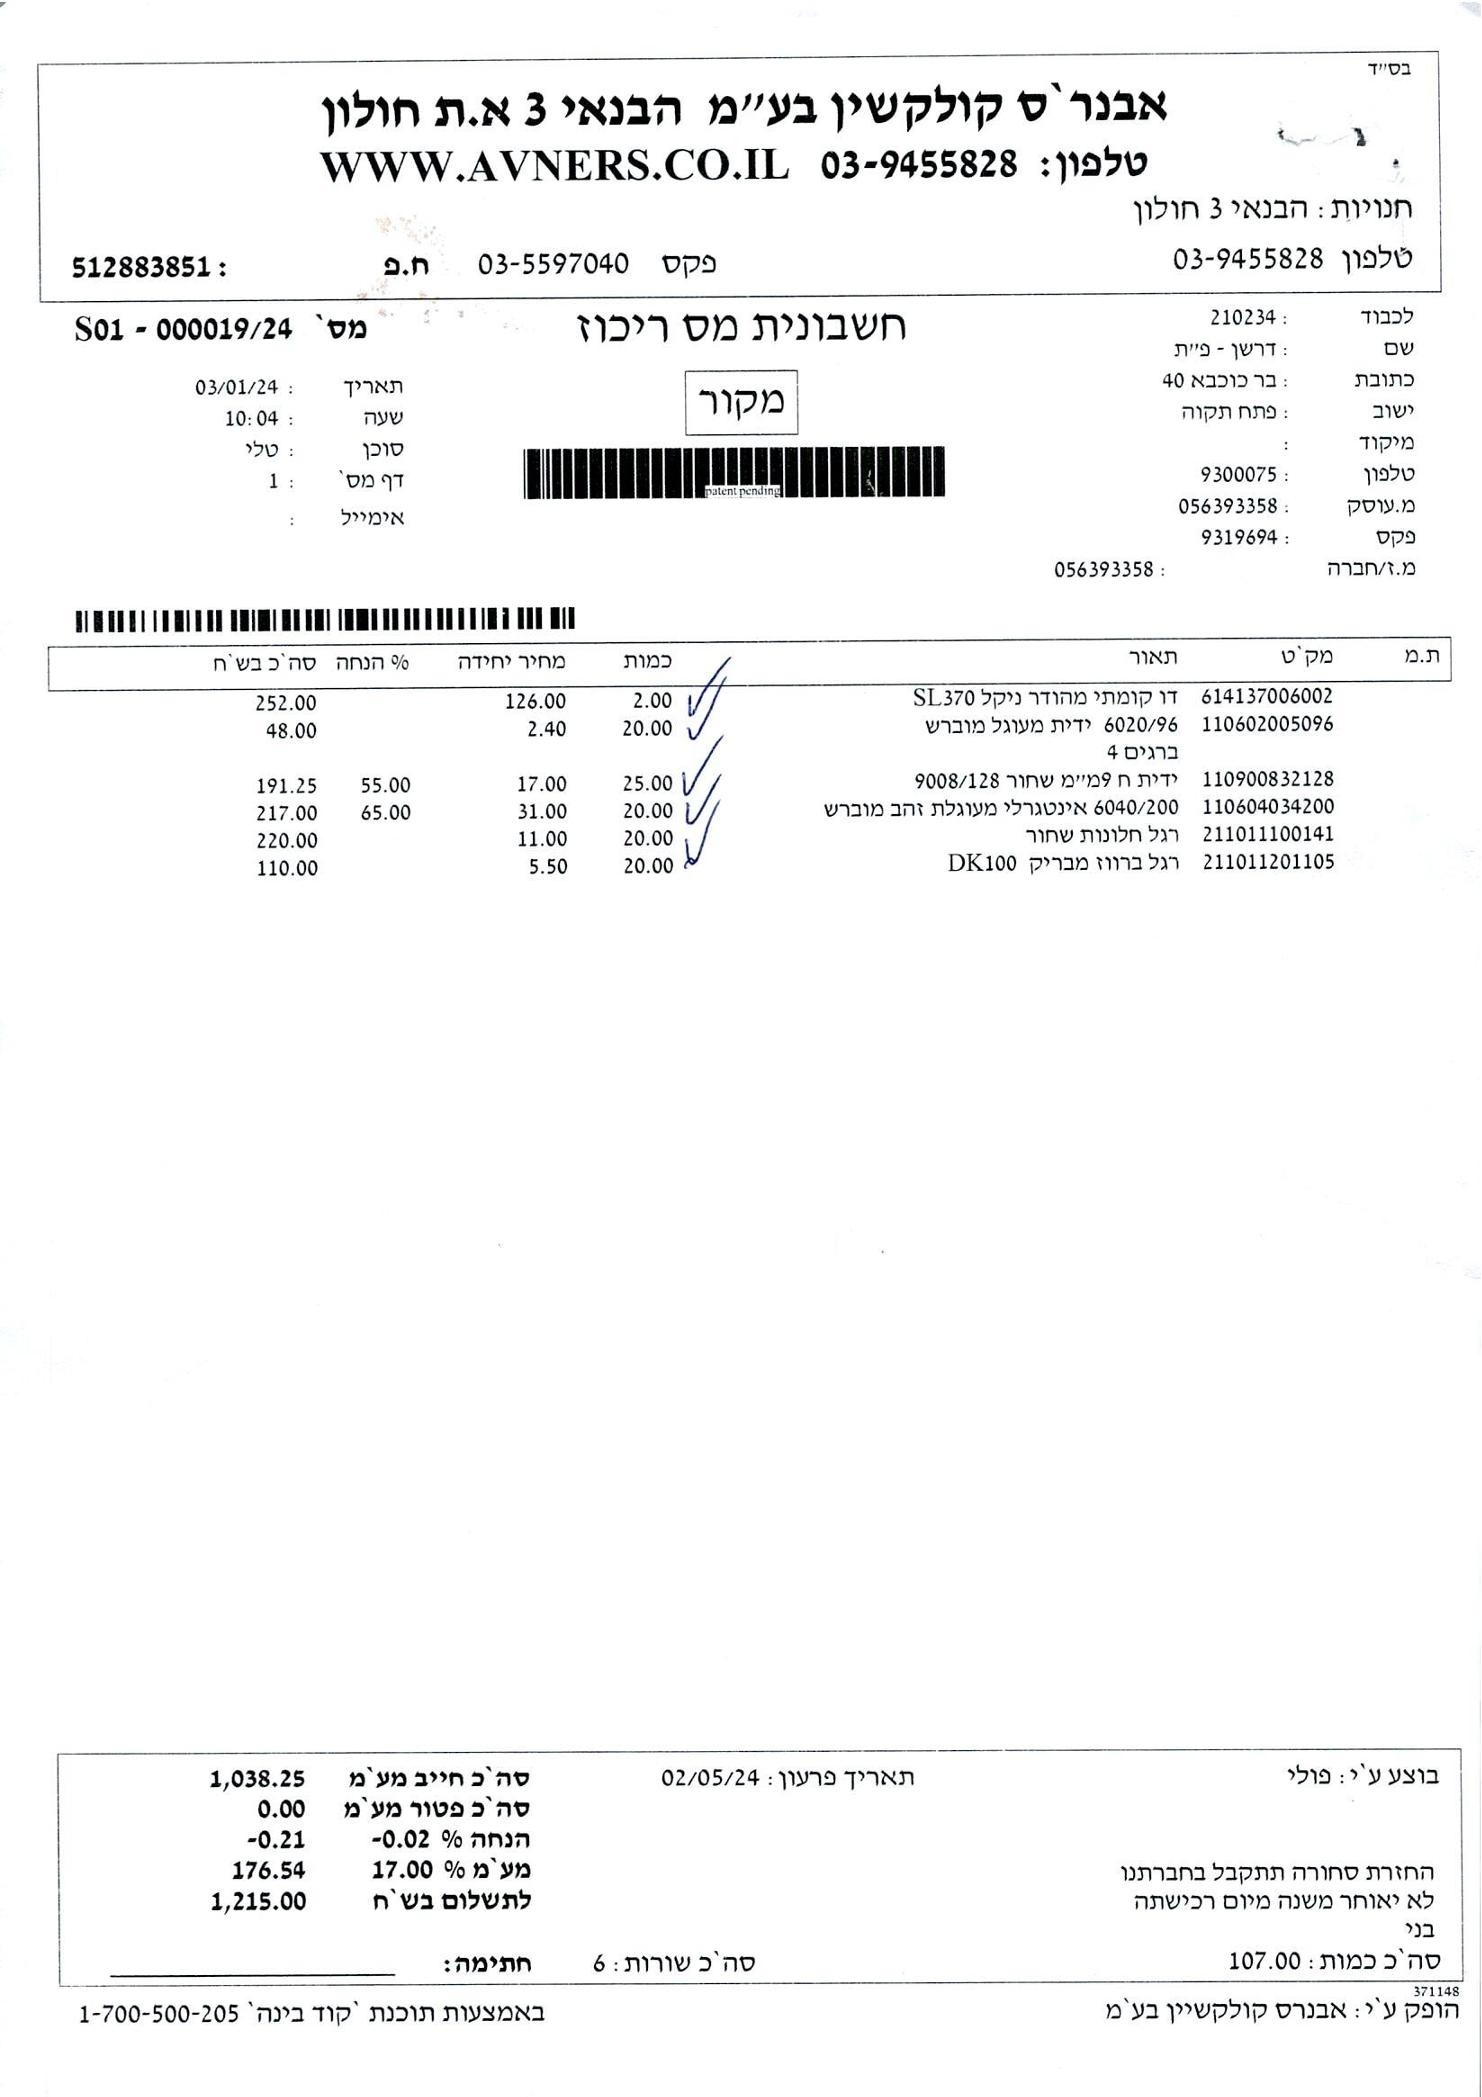 בס״ד
אבנר`ס קולקשין בע״מ הבנאי 3 א.ת חולון
טלפון: 03-9455828 WWW.AVNERS.CO.IL
חנויות : הבנאי 3 חולון
טלפון 03-9455828 פקס 03-5597040 ח.פ : 512883851
חשבונית מס ריכוז
מס` S01 - 000019/24
מקור
patent pending
לכבוד : 210234
שם : דרשן - פ״ת
כתובת : בר כוכבא 40
ישוב : פתח תקוה
מיקוד :
טלפון : 9300075
מ.עוסק : 056393358
פקס : 9319694
מ.ז/חברה : 056393358
תאריך : 03/01/24
שעה : 10:04
סוכן : טלי
דף מס` : 1
אימייל :
ת.מ מק`ט תאור כמות מחיר יחידה % הנחה סה`כ בש`ח
614137006002 דו קומתי מהודר ניקל SL370 2.00 126.00 252.00
110602005096 6020/96 ידית מעוגל מוברש 20.00 2.40 48.00
ברגים 4
110900832128 ידית ח 9מ״מ שחור 9008/128 25.00 17.00 55.00 191.25
110604034200 6040/200 אינטגרלי מעוגלת זהב מוברש 20.00 31.00 65.00 217.00
211011100141 רגל חלונות שחור 20.00 11.00 220.00
211011201105 רגל ברווז מבריק DK100 20.00 5.50 110.00
בוצע ע`י : פולי
תאריך פרעון : 02/05/24
סה`כ חייב מע`מ 1,038.25
סה`כ פטור מע`מ 0.00
הנחה % -0.02 -0.21
מע`מ % 17.00 176.54
לתשלום בש`ח 1,215.00
החזרת סחורה תתקבל בחברתנו
לא יאוחר משנה מיום רכישתה
בני
סה`כ כמות : 107.00 סה`כ שורות : 6 חתימה:
371148
הופק ע`י : אבנרס קולקשיין בע`מ באמצעות תוכנת `קוד בינה` 1-700-500-205